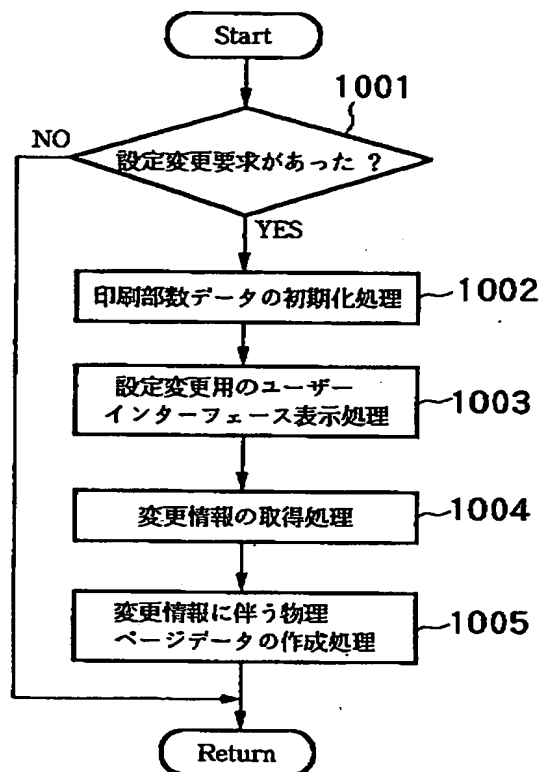 Start
1001
NO
設定変更要求があった ?
YES
印刷部数データの初期化処理
1002
設定変更用のユーザー
インターフェース表示処理
1003
変更情報の取得処理
1004
変更情報に伴う物理
ページデータの作成処理
1005
Return